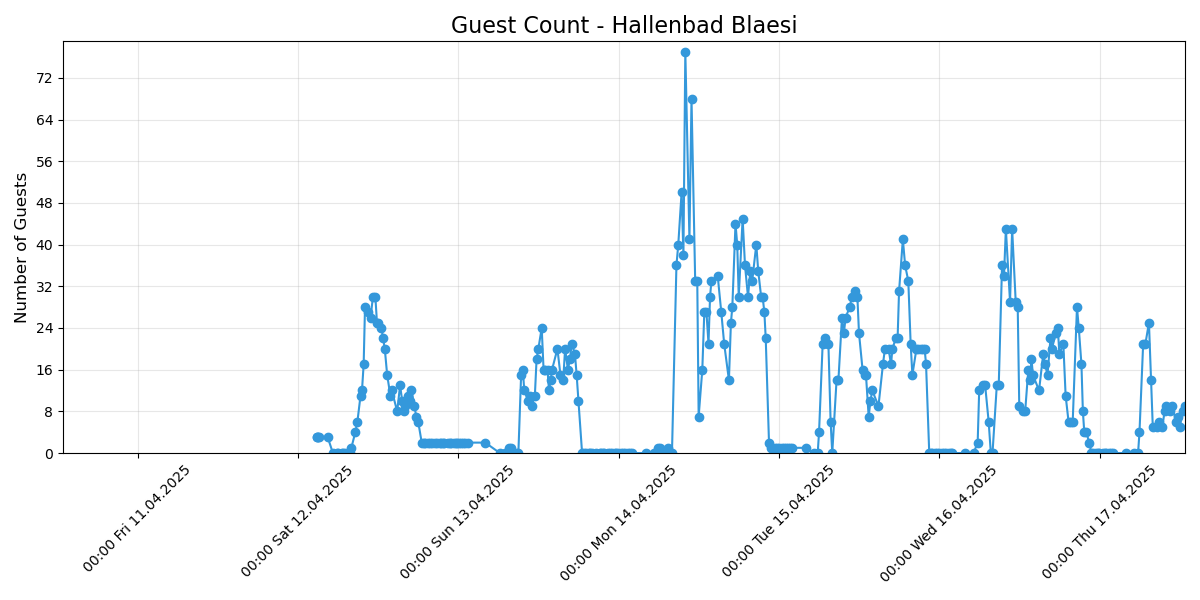 Guest Count - Hallenbad Blaesi
Number of Guests
72
64
56
48
40
32
24
16
8
0
00:00 Fri 11.04.2025
00:00 Sat 12.04.2025
00:00 Sun 13.04.2025
00:00 Mon 14.04.2025
00:00 Tue 15.04.2025
00:00 Wed 16.04.2025
00:00 Thu 17.04.2025